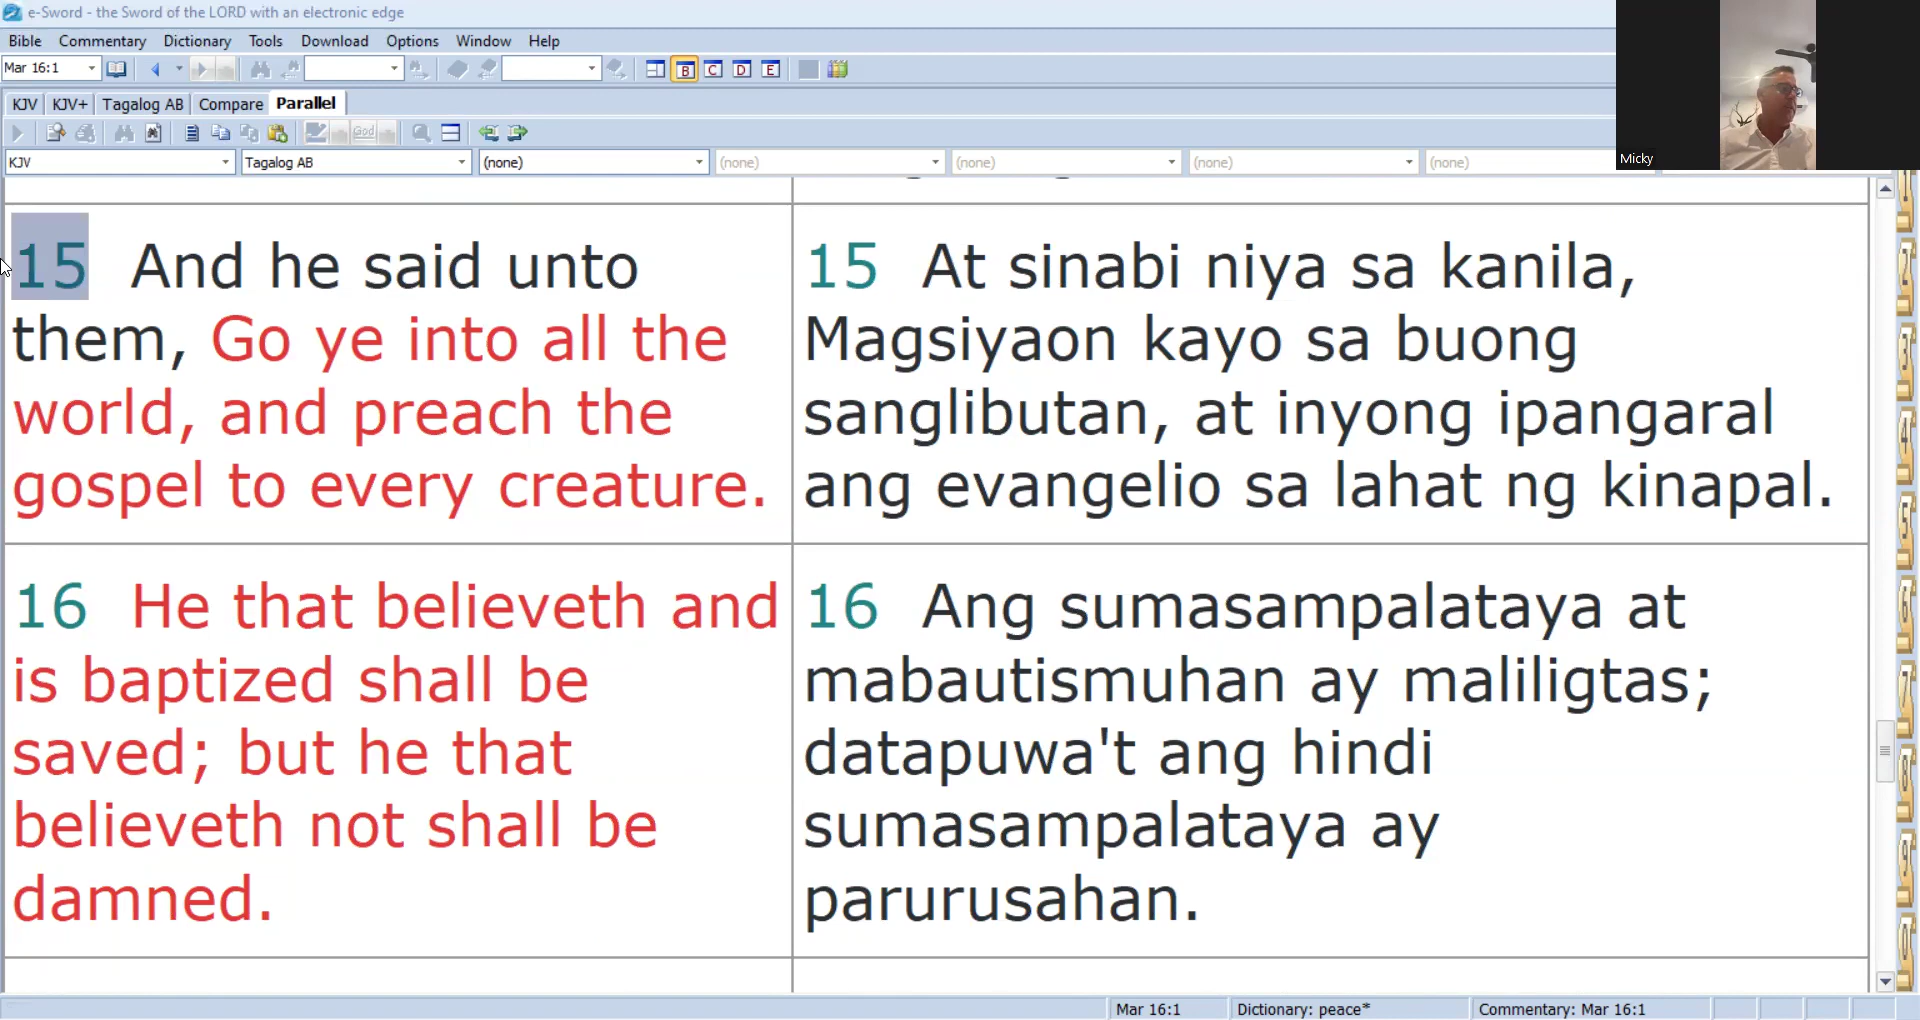 e-Sword - the Sword of the LORD with an electronic edge
Bible Commentary Dictionary Tools Download Options Window Help
Mar 16:1
B C D E
KJV KJV+ Tagalog AB Compare Parallel
God
KJV Tagalog AB (none) (none) (none) (none) (none)
Micky
15 And he said unto
them, Go ye into all the
world, and preach the
gospel to every creature.
15 At sinabi niya sa kanila,
Magsiyaon kayo sa buong
sanglibutan, at inyong ipangaral
ang evangelio sa lahat ng kinapal.
16 He that believeth and
is baptized shall be
saved; but he that
believeth not shall be
damned.
16 Ang sumasampalataya at
mabautismuhan ay maliligtas;
datapuwa't ang hindi
sumasampalataya ay
parurusahan.
Mar 16:1 Dictionary: peace* Commentary: Mar 16:1